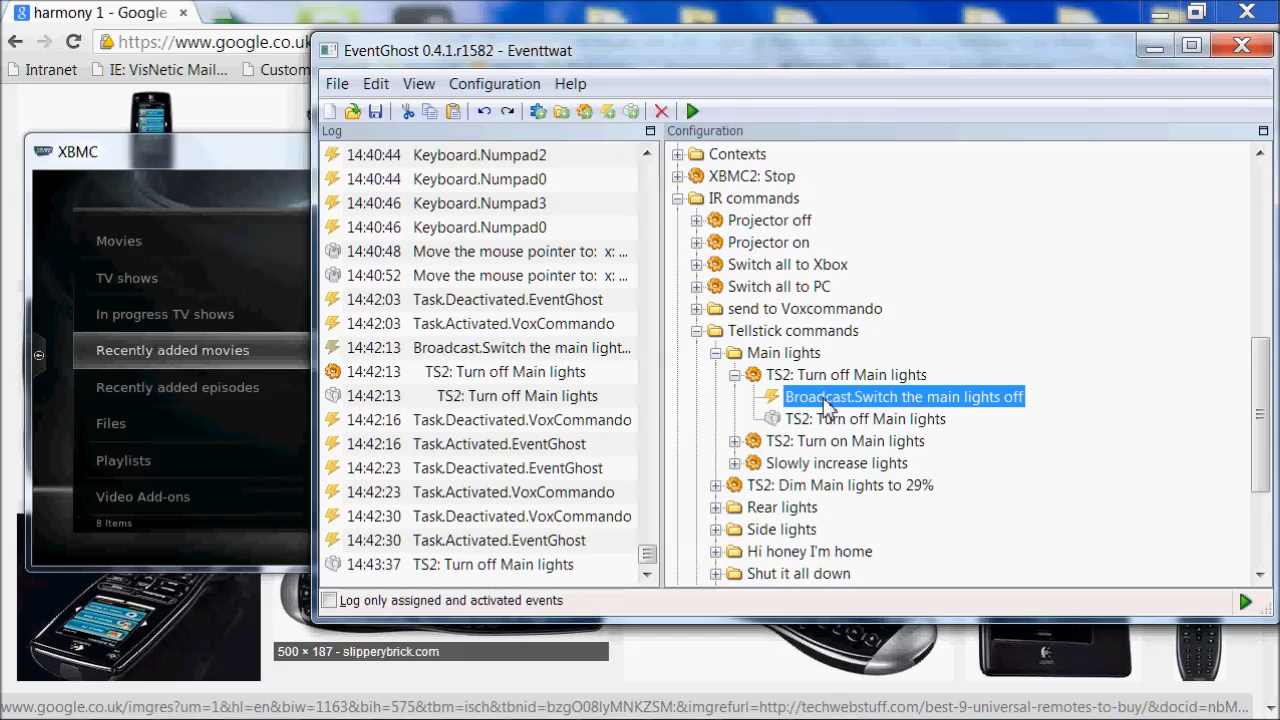 harmony 1 - Google
https://www.google.co.uk
Intranet
IE: VisNetic Mail...
Custom
EventGhost 0.4.1.r1582 - Eventtwat
File Edit View Configuration Help
Log
Configuration
14:40:44 Keyboard.Numpad2
14:40:44 Keyboard.Numpad0
14:40:46 Keyboard.Numpad3
14:40:46 Keyboard.Numpad0
14:40:48 Move the mouse pointer to: x: ...
14:40:52 Move the mouse pointer to: x: ...
14:42:03 Task.Deactivated.EventGhost
14:42:03 Task.Activated.VoxCommando
14:42:13 Broadcast.Switch the main light...
14:42:13 TS2: Turn off Main lights
14:42:13 TS2: Turn off Main lights
14:42:16 Task.Deactivated.VoxCommando
14:42:16 Task.Activated.EventGhost
14:42:23 Task.Deactivated.EventGhost
14:42:23 Task.Activated.VoxCommando
14:42:30 Task.Deactivated.VoxCommando
14:42:30 Task.Activated.EventGhost
14:43:37 TS2: Turn off Main lights
Log only assigned and activated events
Contexts
XBMC2: Stop
IR commands
Projector off
Projector on
Switch all to Xbox
Switch all to PC
send to Voxcommando
Tellstick commands
Main lights
TS2: Turn off Main lights
Broadcast.Switch the main lights off
TS2: Turn off Main lights
TS2: Turn on Main lights
Slowly increase lights
TS2: Dim Main lights to 29%
Rear lights
Side lights
Hi honey I'm home
Shut it all down
XBMC
Movies
TV shows
In progress TV shows
Recently added movies
Recently added episodes
Files
Playlists
Video Add-ons
8 Items
500 × 187 - slipperybrick.com
www.google.co.uk/imgres?um=1&hl=en&biw=1163&bih=575&tbm=isch&tbnid=bzgO08lyMNKZSM:&imgrefurl=http://techwebstuff.com/best-9-universal-remotes-to-buy/&docid=nbM...